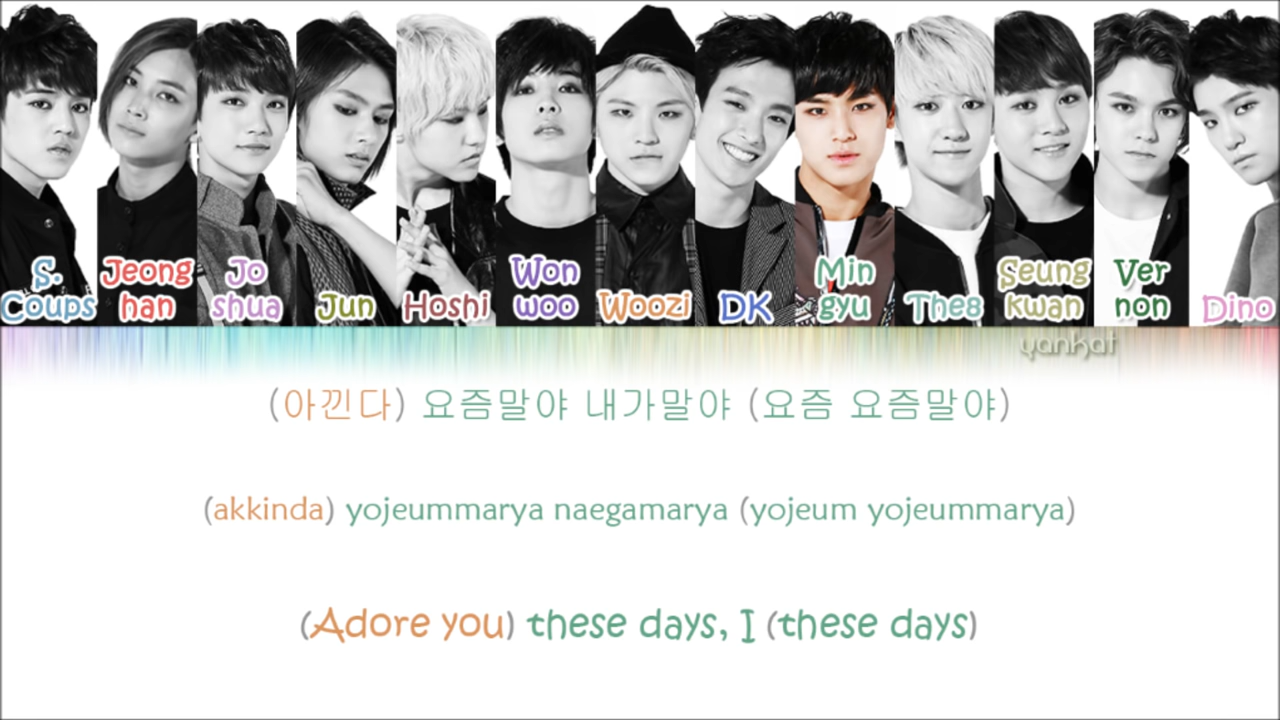 S. Coups
Jeong han
Jo shua
Jun
Hoshi
Won woo
Woozi
DK
Min gyu
The8
Seung kwan
Ver non
Dino
yankat
(아낀다) 요즘말야 내가말야 (요즘 요즘말야)
(akkinda) yojeummarya naegamarya (yojeum yojeummarya)
(Adore you) these days, I (these days)